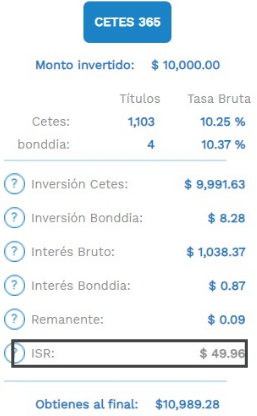 CETES 365
Monto invertido: $ 10,000.00
Títulos Tasa Bruta
Cetes: 1,103 10.25 %
bonddia: 4 10.37 %
? Inversión Cetes: $ 9,991.63
? Inversión Bonddia: $ 8.28
? Interés Bruto: $ 1,038.37
? Interés Bonddia: $ 0.87
? Remanente: $ 0.09
? ISR: $ 49.96
Obtienes al final: $10,989.28